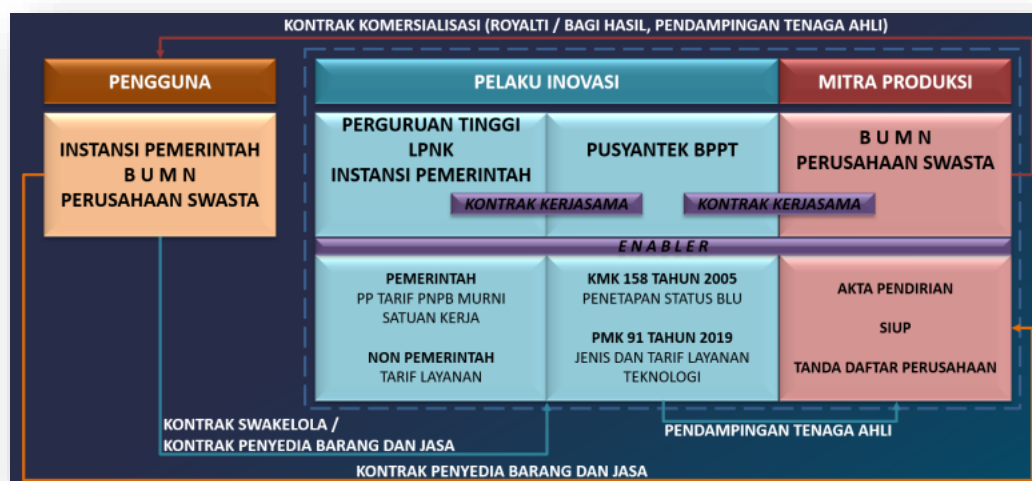 KONTRAK KOMERSIALISASI (ROYALTI / BAGI HASIL, PENDAMPINGAN TENAGA AHLI)
PENGGUNA
INSTANSI PEMERINTAH
B U M N
PERUSAHAAN SWASTA
PELAKU INOVASI
PERGURUAN TINGGI
LPNK
INSTANSI PEMERINTAH
PUSYANTEK BPPT
MITRA PRODUKSI
B U M N
PERUSAHAAN SWASTA
KONTRAK KERJASAMA
KONTRAK KERJASAMA
E N A B L E R
PEMERINTAH
PP TARIF PNPB MURNI
SATUAN KERJA
NON PEMERINTAH
TARIF LAYANAN
KMK 158 TAHUN 2005
PENETAPAN STATUS BLU
PMK 91 TAHUN 2019
JENIS DAN TARIF LAYANAN
TEKNOLOGI
AKTA PENDIRIAN
SIUP
TANDA DAFTAR PERUSAHAAN
KONTRAK SWAKELOLA /
KONTRAK PENYEDIA BARANG DAN JASA
PENDAMPINGAN TENAGA AHLI
KONTRAK PENYEDIA BARANG DAN JASA